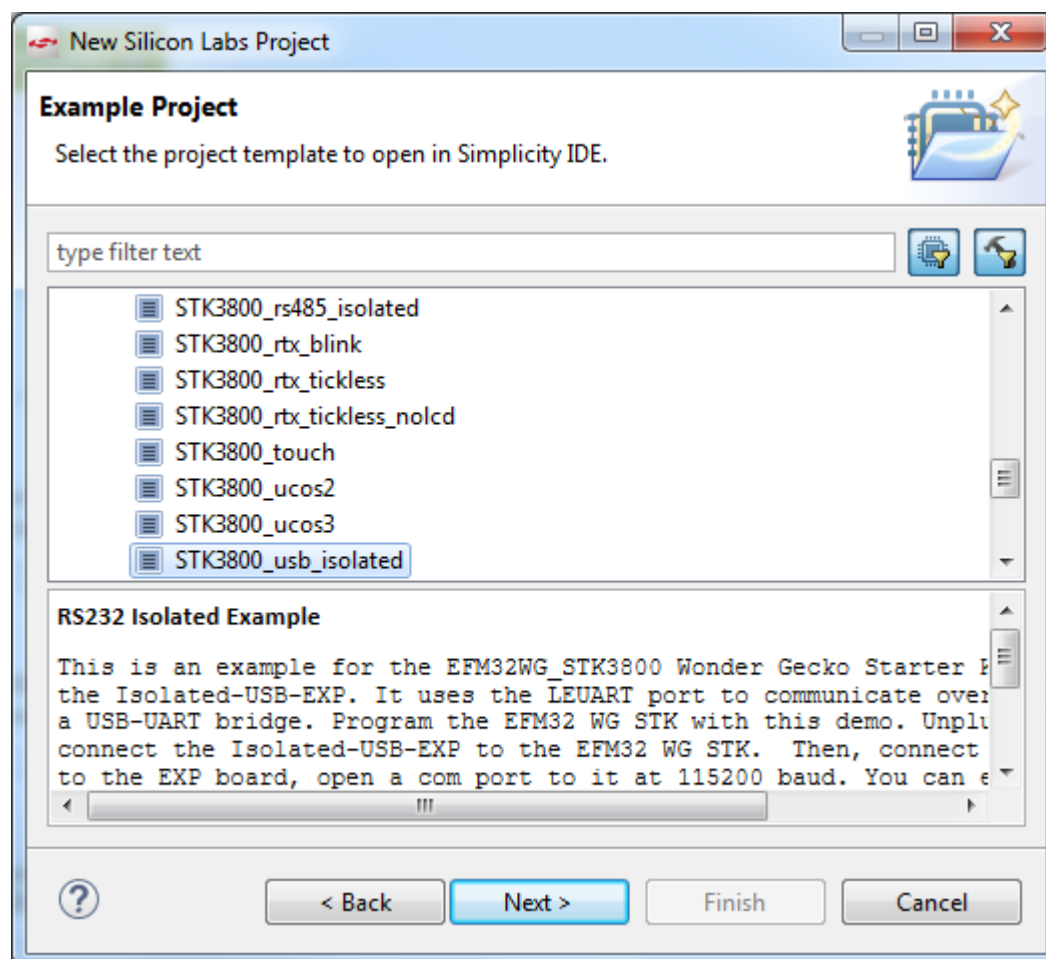 New Silicon Labs Project
Example Project
Select the project template to open in Simplicity IDE.
type filter text
STK3800_rs485_isolated
STK3800_rtx_blink
STK3800_rtx_tickless
STK3800_rtx_tickless_nolcd
STK3800_touch
STK3800_ucos2
STK3800_ucos3
STK3800_usb_isolated
RS232 Isolated Example
This is an example for the EFM32WG_STK3800 Wonder Gecko Starter
the Isolated-USB-EXP. It uses the LEUART port to communicate over
a USB-UART bridge. Program the EFM32 WG STK with this demo. Unplu
connect the Isolated-USB-EXP to the EFM32 WG STK.  Then, connect
to the EXP board, open a com port to it at 115200 baud. You can
< Back
Next >
Finish
Cancel